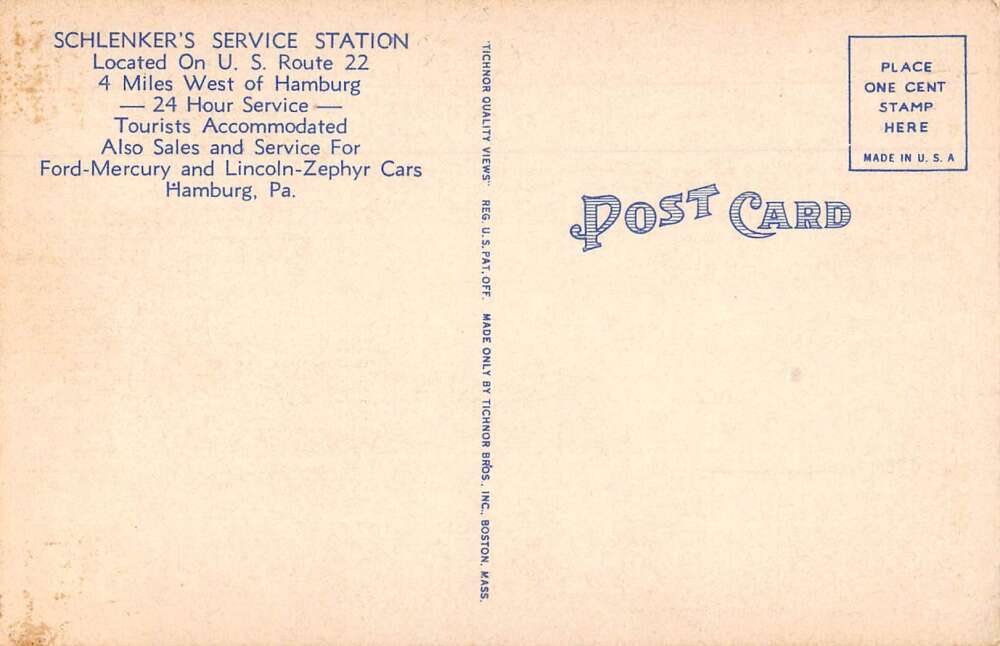 SCHLENKER'S SERVICE STATION
Located On U. S. Route 22
4 Miles West of Hamburg
— 24 Hour Service —
Tourists Accommodated
Also Sales and Service For
Ford-Mercury and Lincoln-Zephyr Cars
Hamburg, Pa.
"TICHNOR QUALITY VIEWS" REG. U. S. PAT. OFF. MADE ONLY BY TICHNOR BROS., INC., BOSTON, MASS.
PLACE
ONE CENT
STAMP
HERE
MADE IN U. S. A
POST CARD